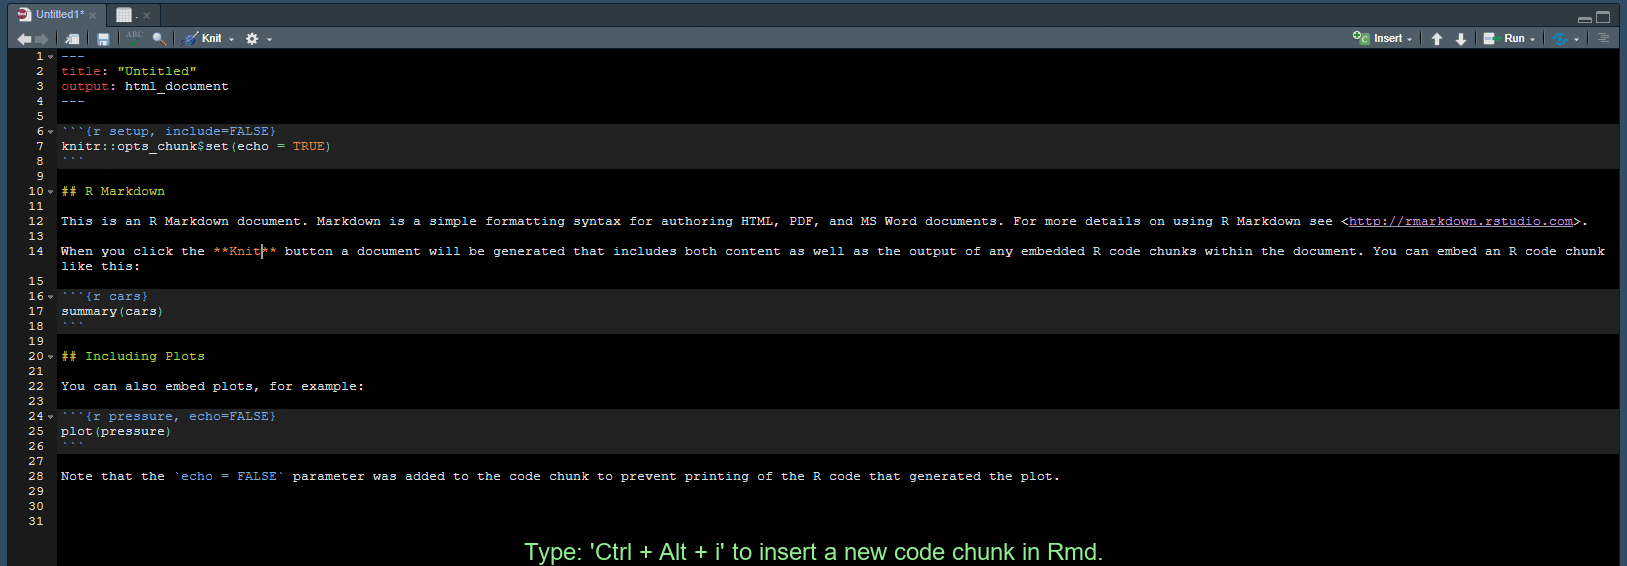 Untitled1* .
ABC Knit Insert Run
1 ---
2 title: "Untitled"
3 output: html_document
4 ---
5
6 ```{r setup, include=FALSE}
7 knitr::opts_chunk$set(echo = TRUE)
8 ```
9
10 ## R Markdown
11
12 This is an R Markdown document. Markdown is a simple formatting syntax for authoring HTML, PDF, and MS Word documents. For more details on using R Markdown see <http://rmarkdown.rstudio.com>.
13
14 When you click the **Knit** button a document will be generated that includes both content as well as the output of any embedded R code chunks within the document. You can embed an R code chunk
like this:
15
16 ```{r cars}
17 summary(cars)
18 ```
19
20 ## Including Plots
21
22 You can also embed plots, for example:
23
24 ```{r pressure, echo=FALSE}
25 plot(pressure)
26 ```
27
28 Note that the `echo = FALSE` parameter was added to the code chunk to prevent printing of the R code that generated the plot.
29
30
31
Type: 'Ctrl + Alt + i' to insert a new code chunk in Rmd.